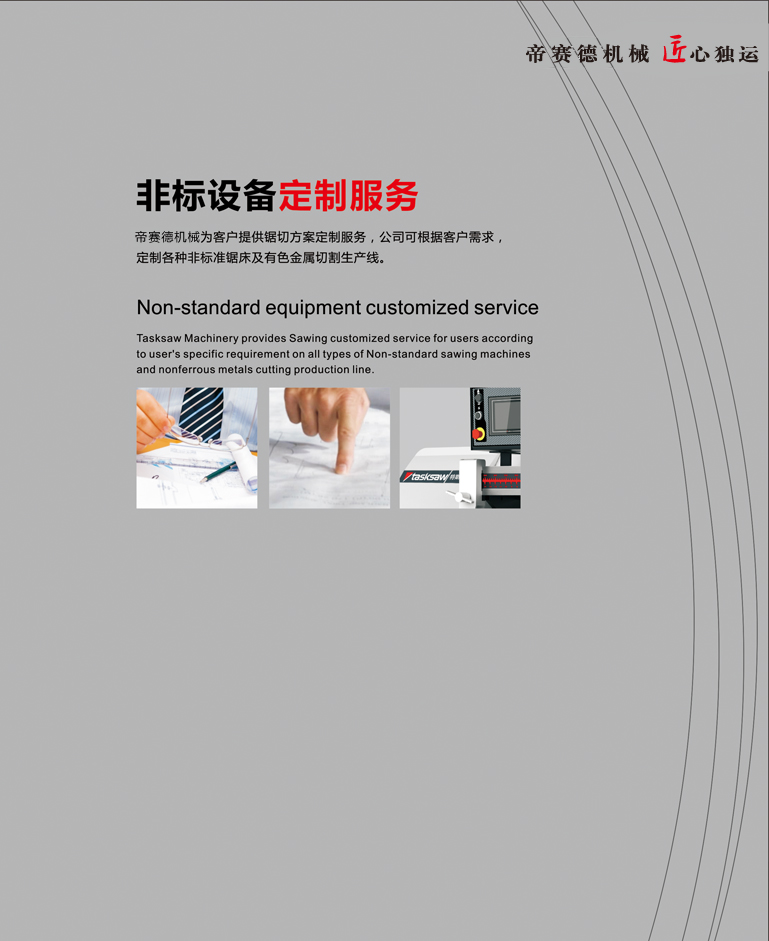 帝赛德机械 匠心独运
非标设备定制服务
帝赛德机械为客户提供锯切方案定制服务，公司可根据客户需求，
定制各种非标准锯床及有色金属切割生产线。
Non-standard equipment customized service
Tasksaw Machinery provides Sawing customized service for users according
to user's specific requirement on all types of Non-standard sawing machines
and nonferrous metals cutting production line.
tasksaw